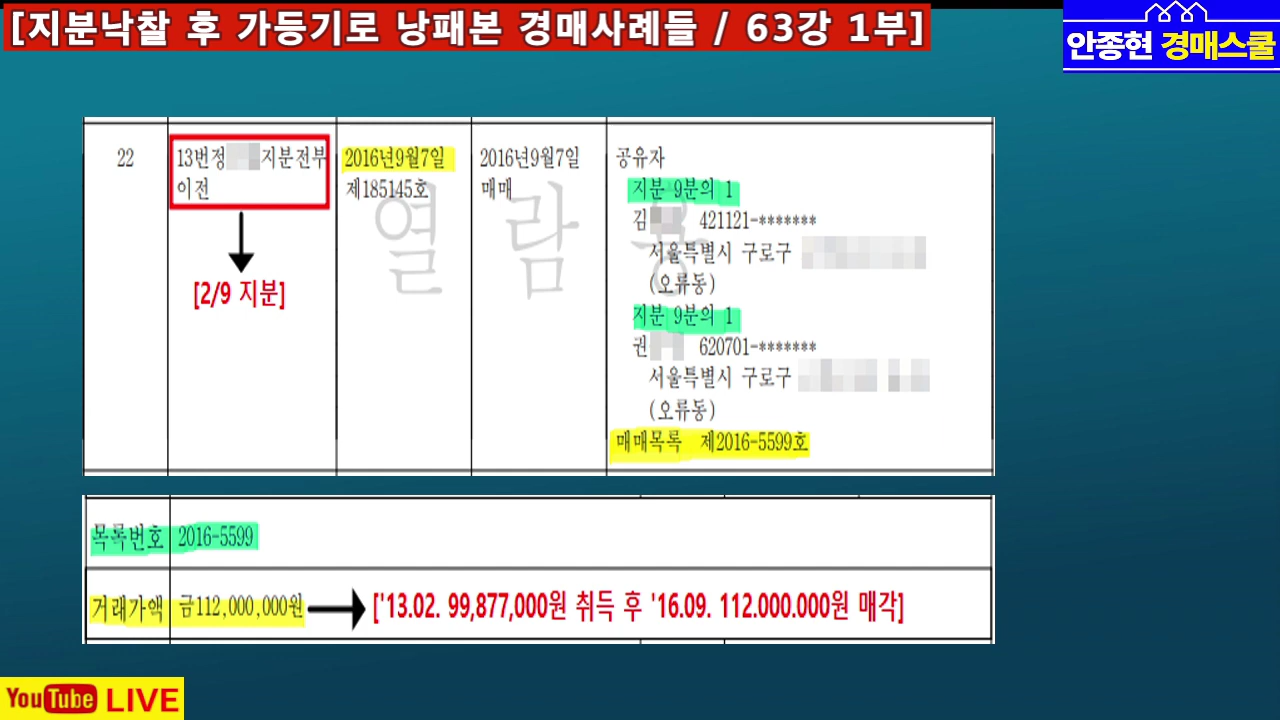 [지분낙찰 후 가등기로 낭패본 경매사례들 / 63강 1부]
안종현 경매스쿨
22
13번정 지분전부
이전
[2/9 지분]
2016년9월7일
제185145호
2016년9월7일
매매
공유자
지분 9분의 1
김 421121-*******
서울특별시 구로구
(오류동)
지분 9분의 1
권 620701-*******
서울특별시 구로구
(오류동)
매매목록 제2016-5599호
열람용
목록번호 2016-5599
거래가액 금112,000,000원 ['13.02. 99,877,000원 취득 후 '16.09. 112.000.000원 매각]
YouTube LIVE